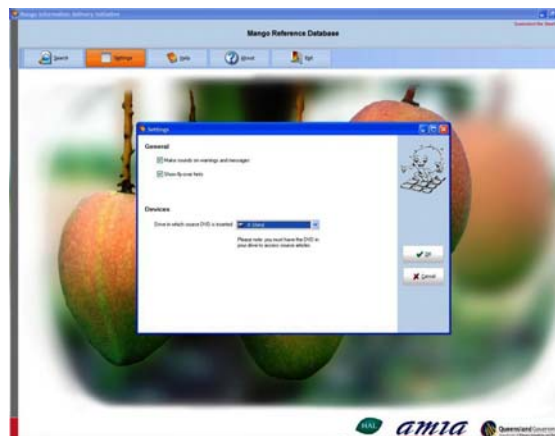 Mango Information Delivery Initiative
Mango Reference Database
Search
Settings
Help
About
Exit
Settings
General
Make sounds on warnings and messages
Show fly-over hints
Devices
Drive in which source DVD is inserted
Please note: you must have the DVD in
your drive to access source articles.
OK
Cancel
HAL
amia
Queensland Government